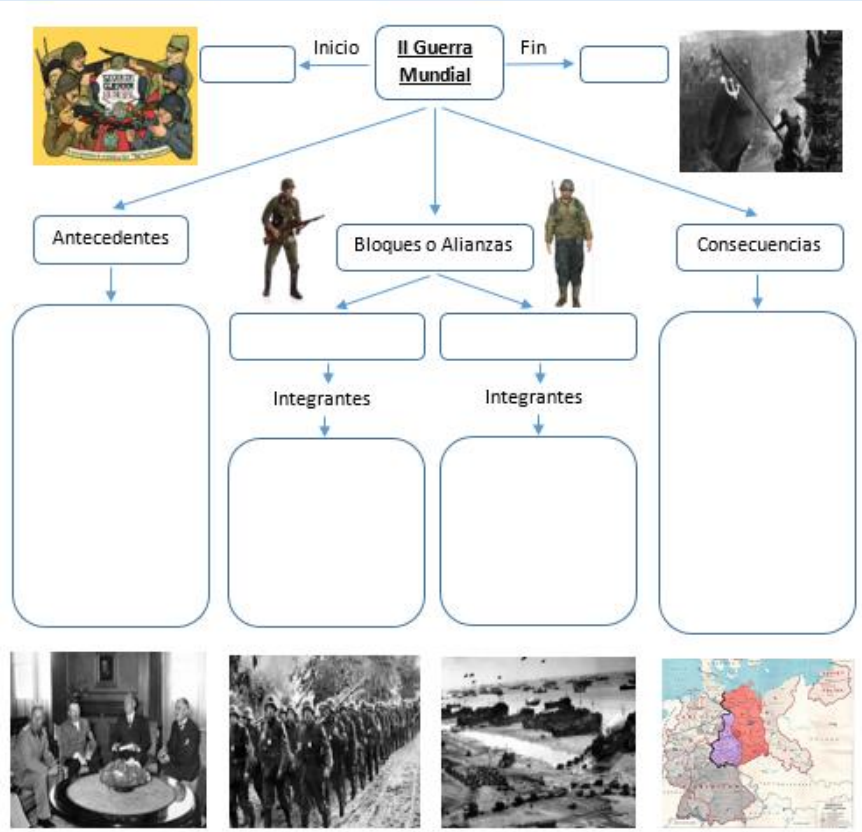 Inicio
II Guerra
Mundial
Fin
Antecedentes
Bloques o Alianzas
Consecuencias
Integrantes
Integrantes